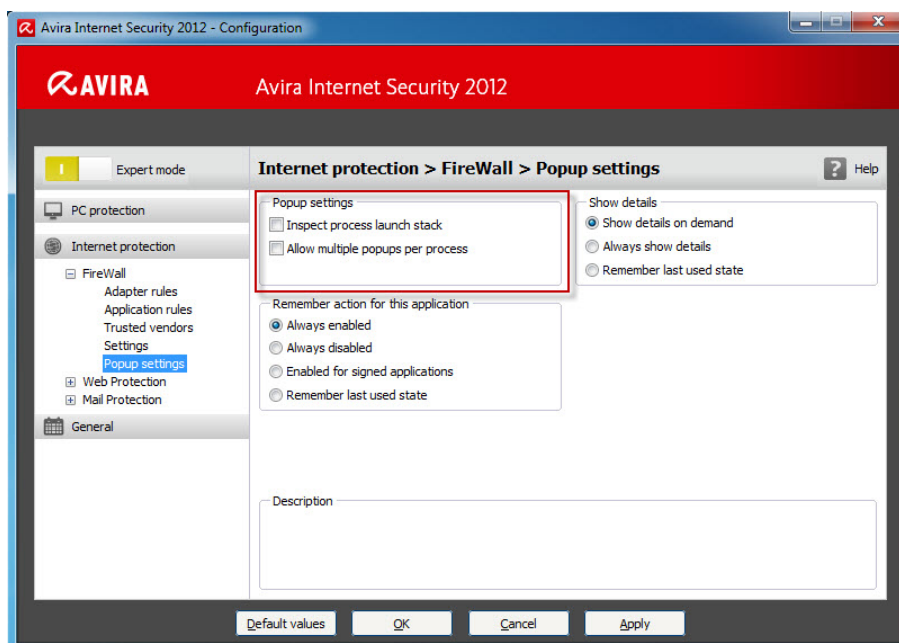 Avira Internet Security 2012 - Configuration
AVIRA
Avira Internet Security 2012
Expert mode
Internet protection > FireWall > Popup settings
? Help
PC protection
Internet protection
FireWall
Adapter rules
Application rules
Trusted vendors
Settings
Popup settings
Web Protection
Mail Protection
General
Popup settings
Inspect process launch stack
Allow multiple popups per process
Show details
Show details on demand
Always show details
Remember last used state
Remember action for this application
Always enabled
Always disabled
Enabled for signed applications
Remember last used state
Description
Default values
OK
Cancel
Apply